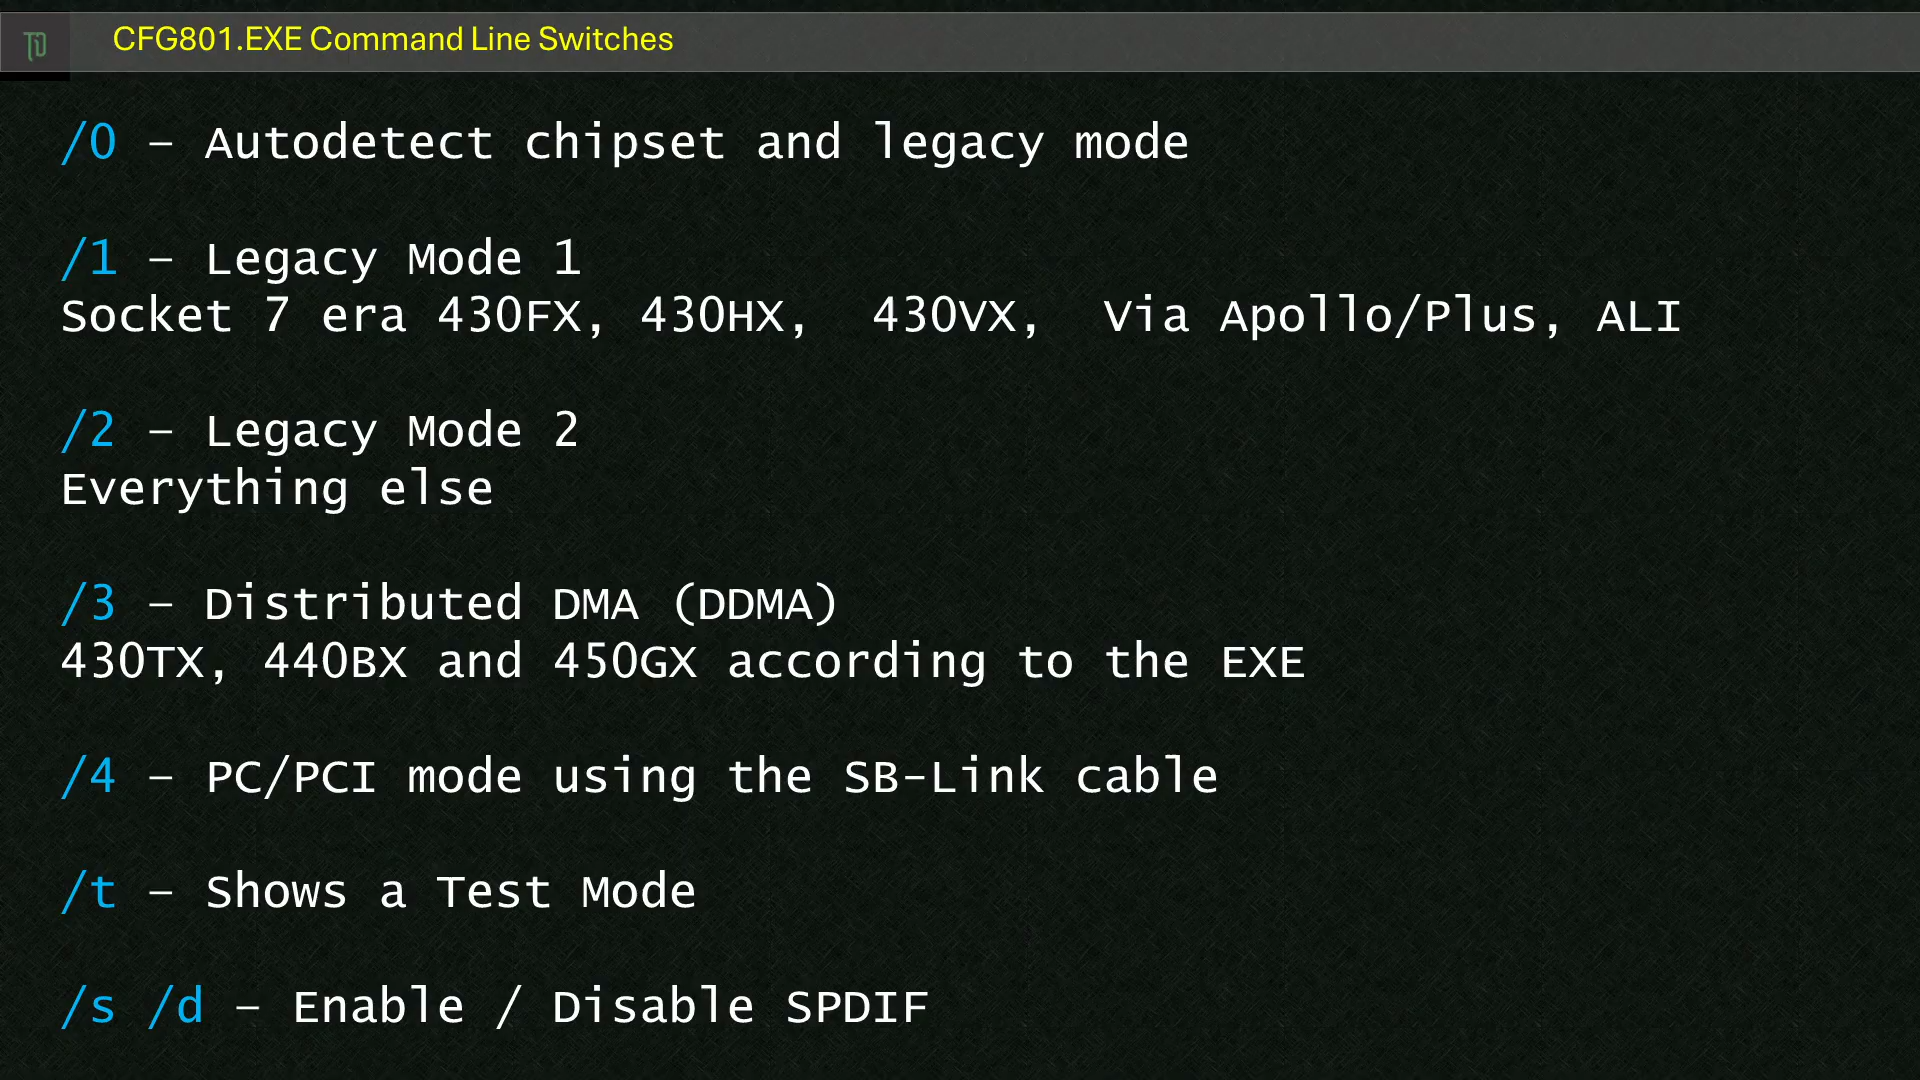 CFG801.EXE Command Line Switches
/0 – Autodetect chipset and legacy mode
/1 – Legacy Mode 1
Socket 7 era 430FX, 430HX,  430VX,  Via Apollo/Plus, ALI
/2 – Legacy Mode 2
Everything else
/3 – Distributed DMA (DDMA)
430TX, 440BX and 450GX according to the EXE
/4 – PC/PCI mode using the SB-Link cable
/t – Shows a Test Mode
/s /d – Enable / Disable SPDIF